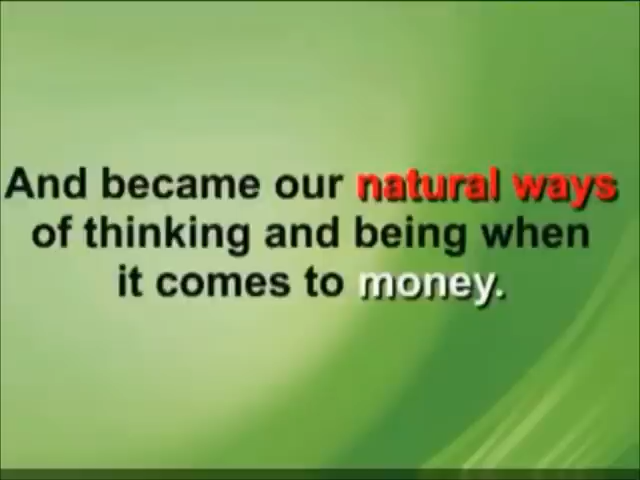 And became our natural ways
of thinking and being when
it comes to money.